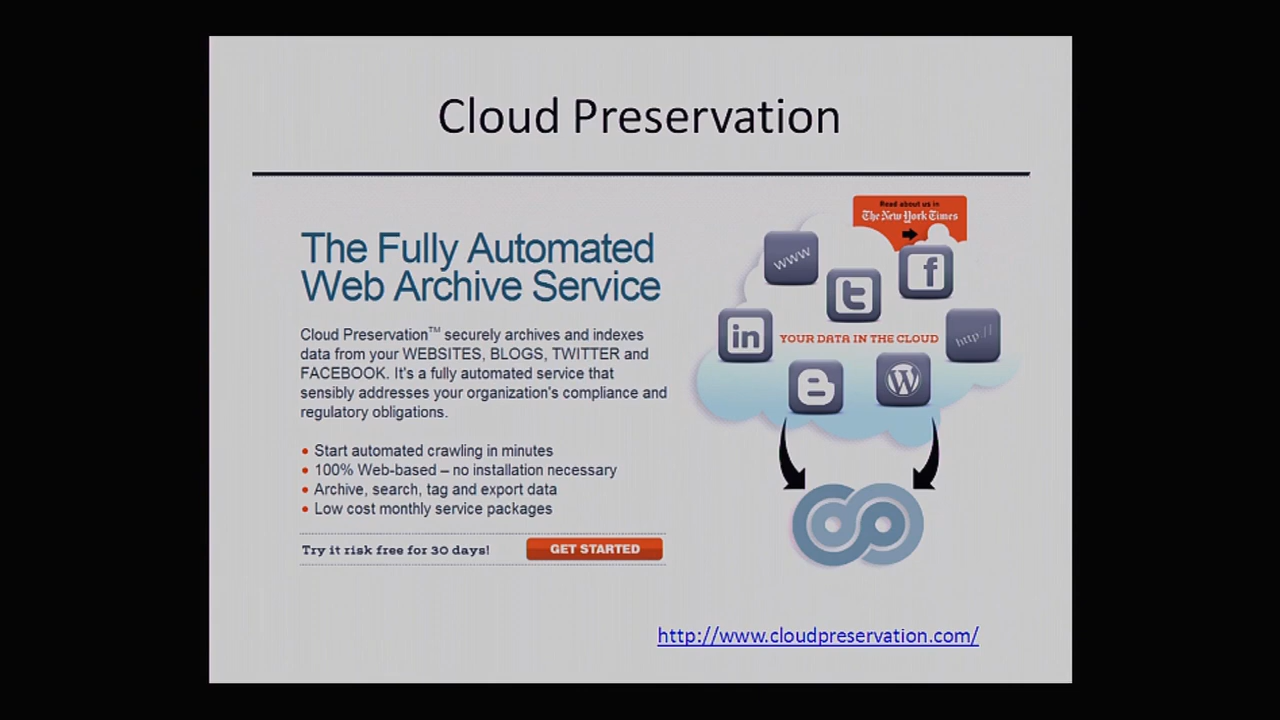 Cloud Preservation
The Fully Automated
Web Archive Service
Cloud Preservation™ securely archives and indexes
data from your WEBSITES, BLOGS, TWITTER and
FACEBOOK. It's a fully automated service that
sensibly addresses your organization's compliance and
regulatory obligations.
• Start automated crawling in minutes
• 100% Web-based – no installation necessary
• Archive, search, tag and export data
• Low cost monthly service packages
Try it risk free for 30 days!
GET STARTED
Read about us in
The New York Times
www
t
f
in
YOUR DATA IN THE CLOUD
http://
B
W
http://www.cloudpreservation.com/